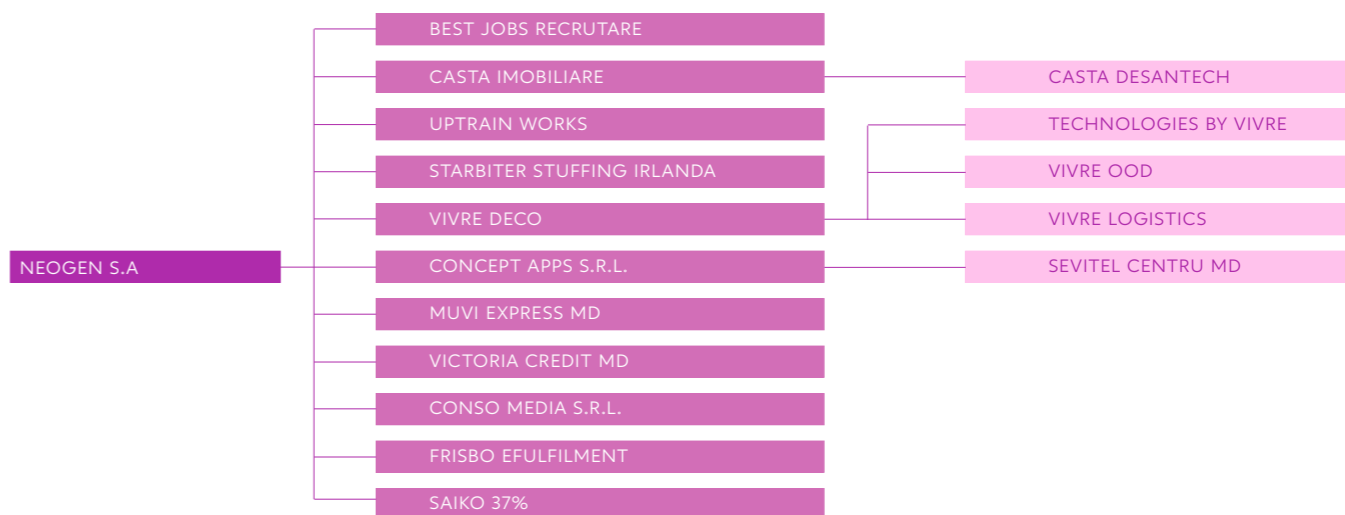 BEST JOBS RECRUTARE
CASTA IMOBILIARE
CASTA DESANTECH
UPTRAIN WORKS
TECHNOLOGIES BY VIVRE
STARBITER STUFFING IRLANDA
VIVRE OOD
VIVRE DECO
VIVRE LOGISTICS
NEOGEN S.A
CONCEPT APPS S.R.L.
SEVITEL CENTRU MD
MUVI EXPRESS MD
VICTORIA CREDIT MD
CONSO MEDIA S.R.L.
FRISBO EFULFILMENT
SAIKO 37%